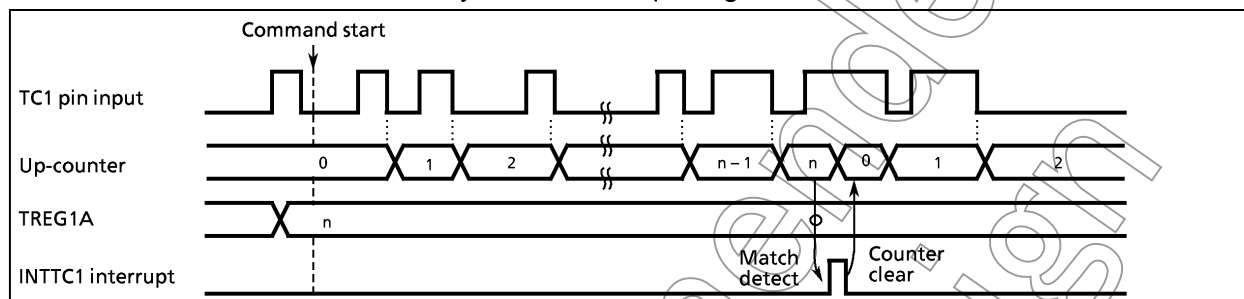 Command start
TC1 pin input
Up-counter
0 1 2 n – 1 n 0 1 2
TREG1A
n
Match
detect
Counter
clear
INTTC1 interrupt